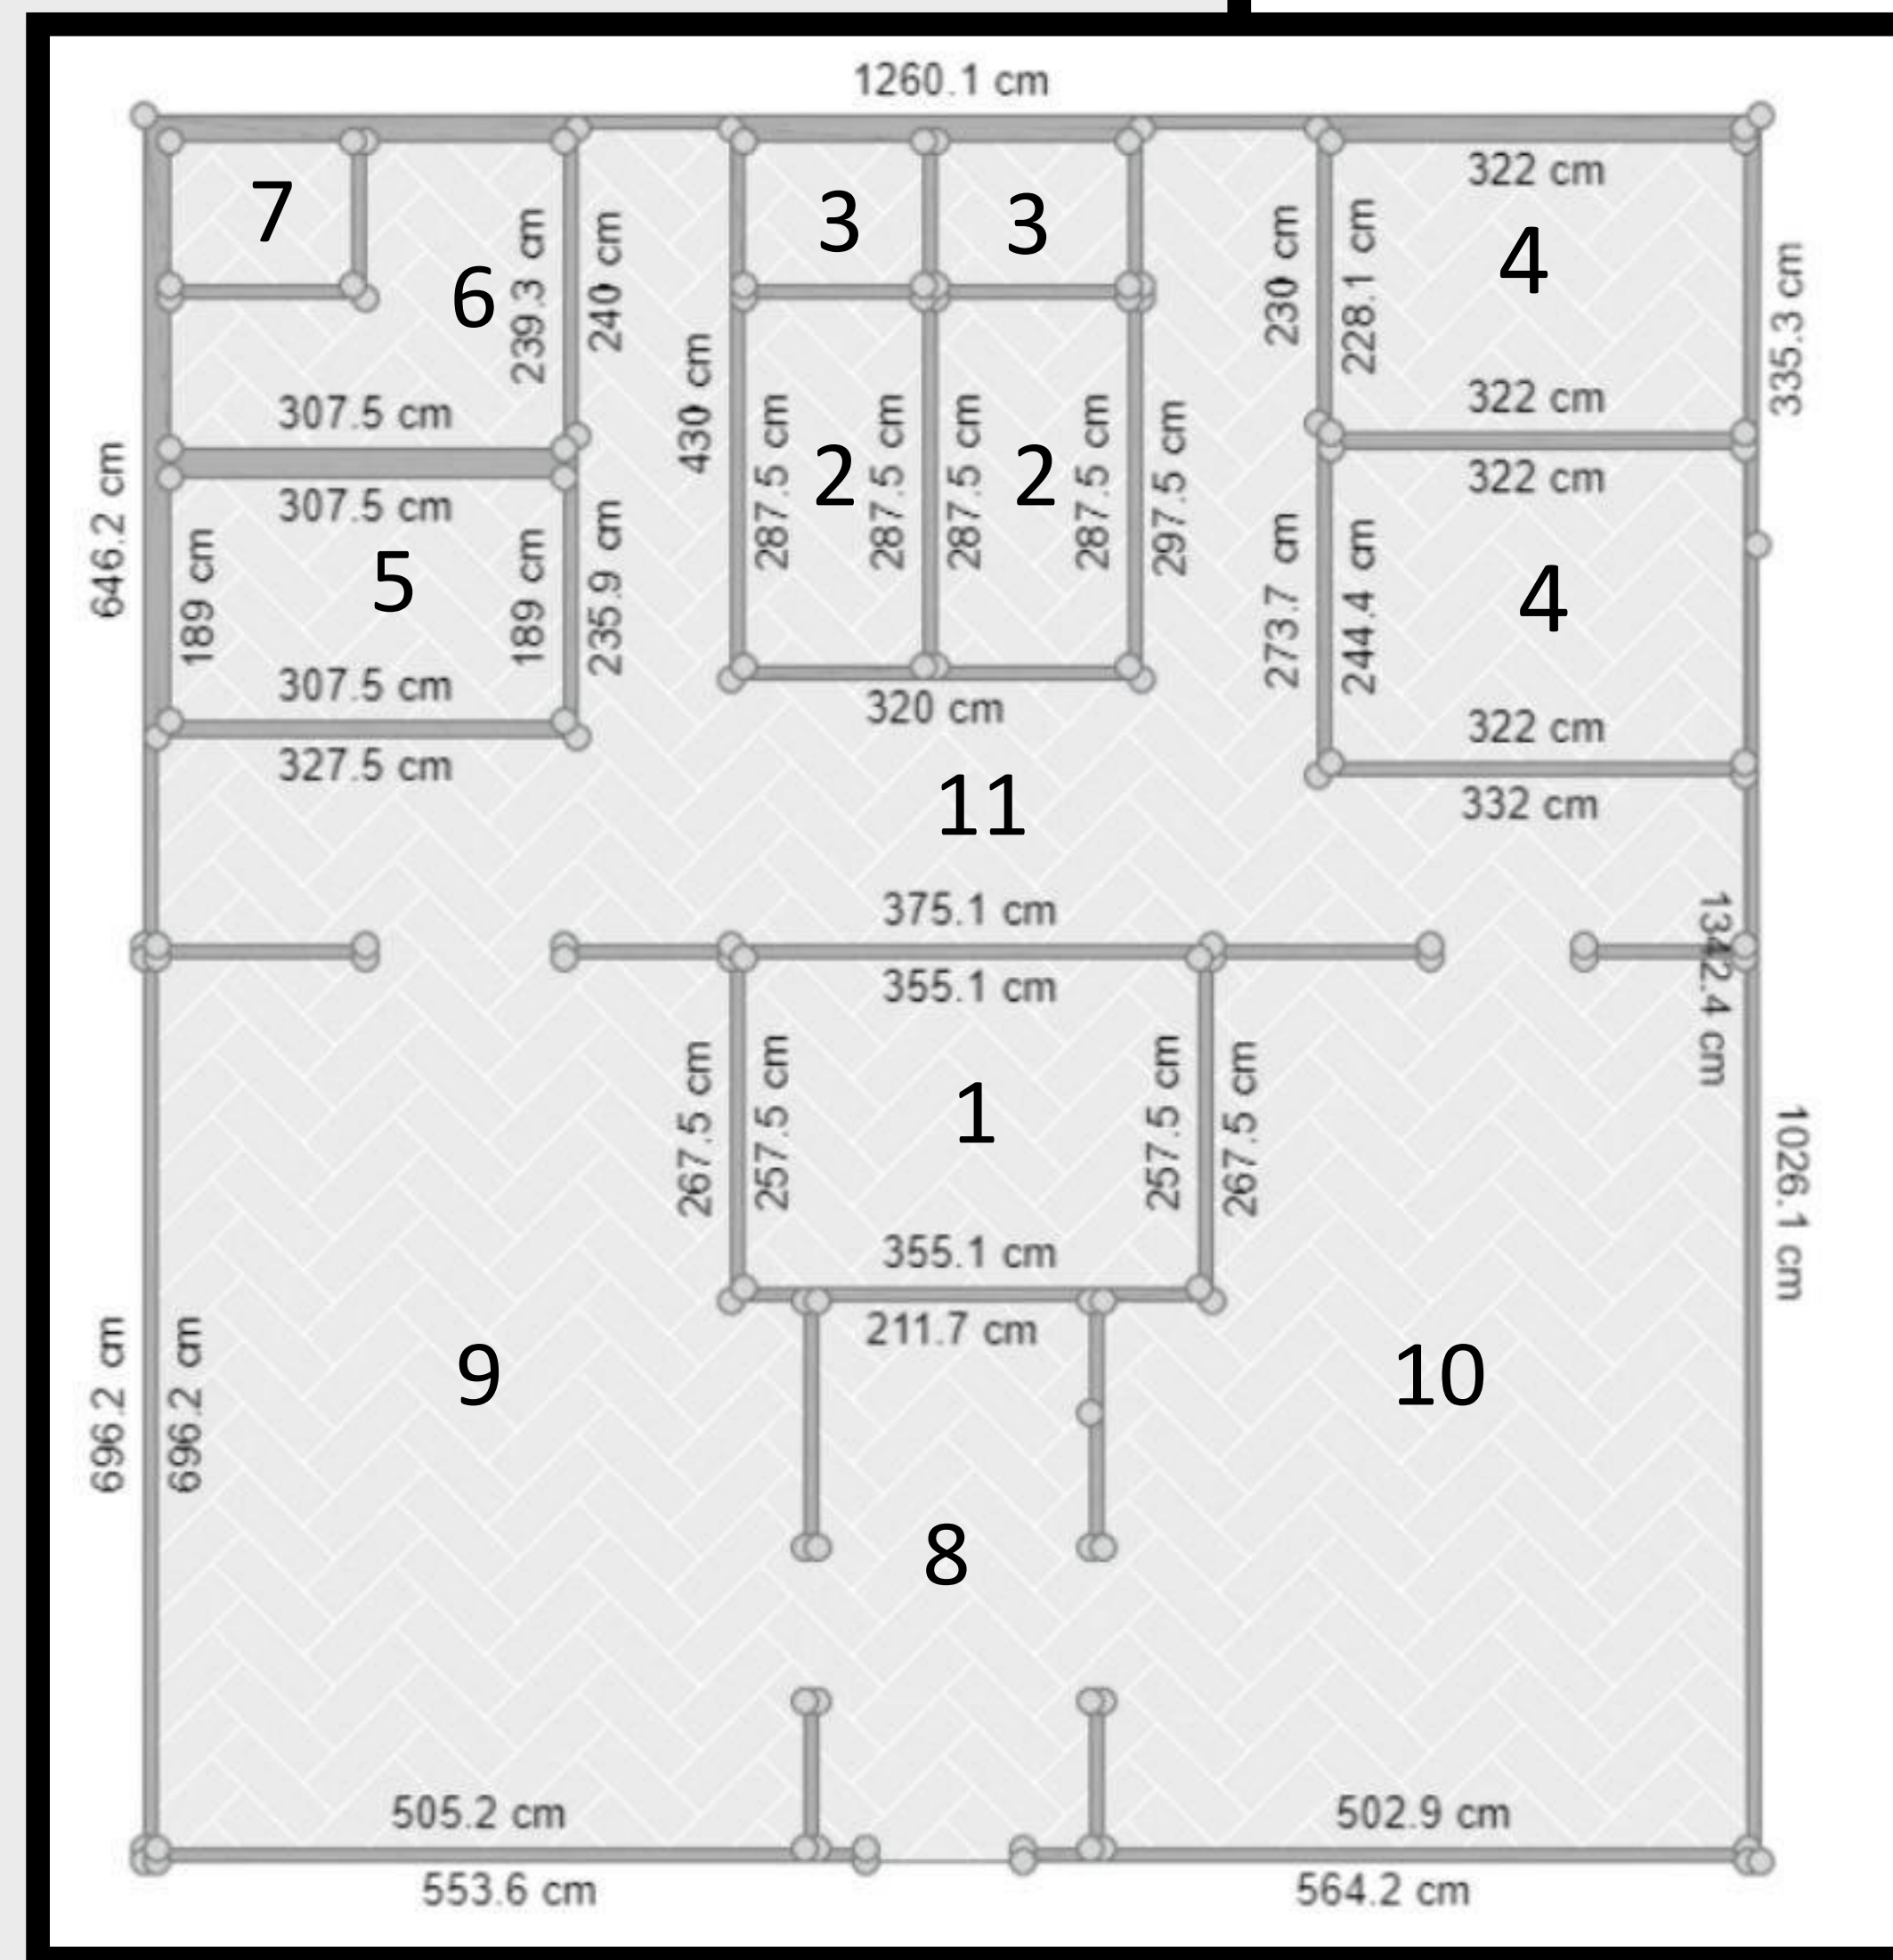 1260.1 cm
322 cm
7
3
3
4
6
239.3 cm
240 cm
230 cm
228.1 cm
335.3 cm
430 cm
307.5 cm
322 cm
322 cm
287.5 cm
2
287.5 cm
287.5 cm
2
287.5 cm
297.5 cm
646.2 cm
307.5 cm
5
189 cm
189 cm
235.9 cm
273.7 cm
244.4 cm
4
307.5 cm
320 cm
322 cm
327.5 cm
11
332 cm
375.1 cm
1342.4 cm
355.1 cm
267.5 cm
257.5 cm
1
257.5 cm
267.5 cm
1026.1 cm
355.1 cm
211.7 cm
696.2 cm
696.2 cm
9
10
8
505.2 cm
502.9 cm
553.6 cm
564.2 cm